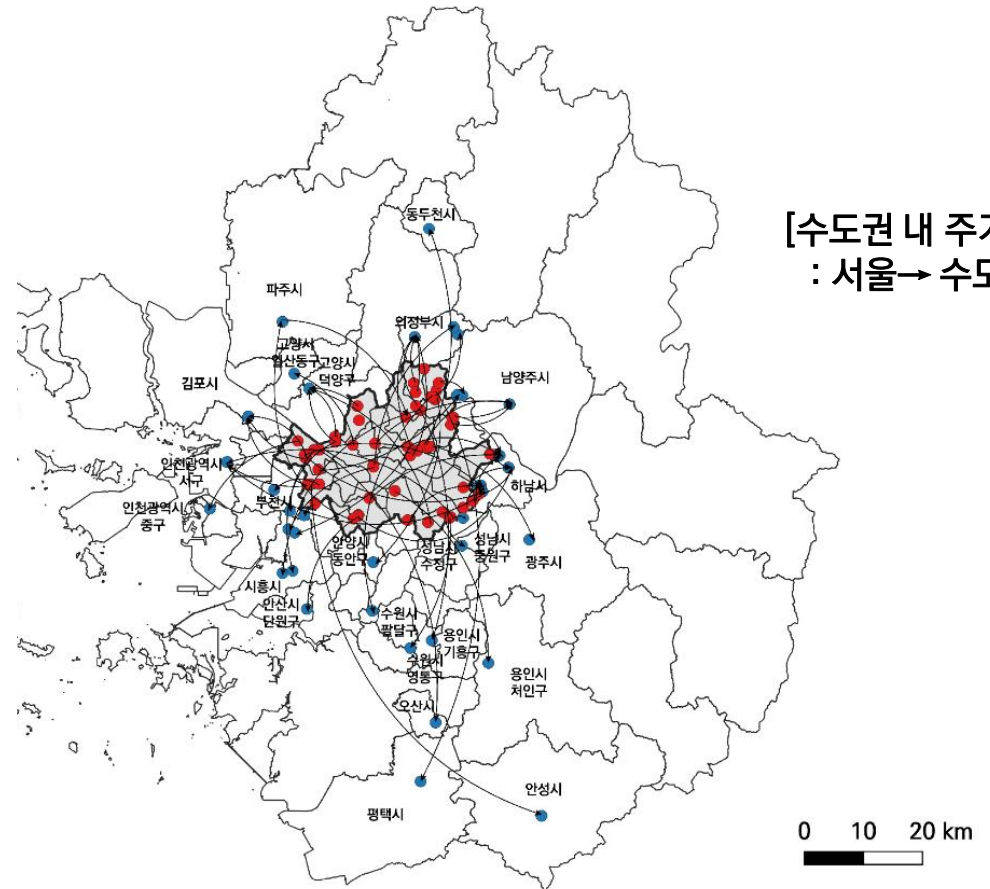 동두천시
[수도권 내 주거
: 서울→ 수도
파주시
의정부시
고양시
일산동구
고양시
덕양구
김포시
남양주시
인천광역시
서구
하남시
부천시
인천광역시
중구
안양시
동안구
성남시
수정구
성남시
중원구
광주시
시흥시
안산시
단원구
수원시
팔달구
용인시
기흥구
수원시
영통구
용인시
처인구
오산시
안성시
평택시
0 10 20 km